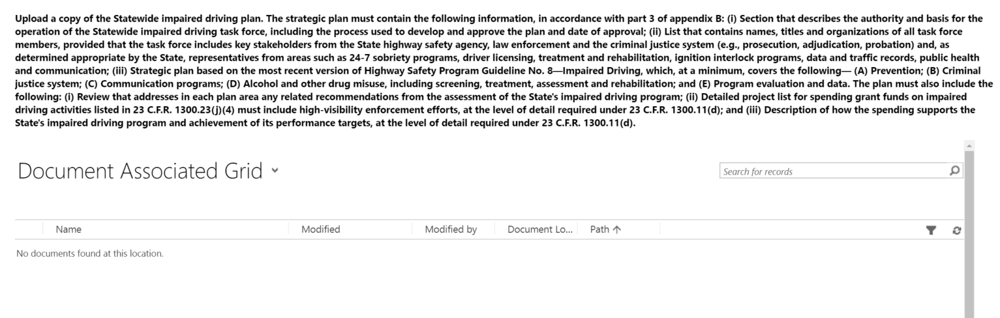 Upload a copy of the Statewide impaired driving plan. The strategic plan must contain the following information, in accordance with part 3 of appendix B: (i) Section that describes the authority and basis for the
operation of the Statewide impaired driving task force, including the process used to develop and approve the plan and date of approval; (ii) List that contains names, titles and organizations of all task force
members, provided that the task force includes key stakeholders from the State highway safety agency, law enforcement and the criminal justice system (e.g., prosecution, adjudication, probation) and, as
determined appropriate by the State, representatives from areas such as 24-7 sobriety programs, driver licensing, treatment and rehabilitation, ignition interlock programs, data and traffic records, public health
and communication; (iii) Strategic plan based on the most recent version of Highway Safety Program Guideline No. 8—Impaired Driving, which, at a minimum, covers the following— (A) Prevention; (B) Criminal
justice system; (C) Communication programs; (D) Alcohol and other drug misuse, including screening, treatment, assessment and rehabilitation; and (E) Program evaluation and data. The plan must also include the
following: (i) Review that addresses in each plan area any related recommendations from the assessment of the State's impaired driving program; (ii) Detailed project list for spending grant funds on impaired
driving activities listed in 23 C.F.R. 1300.23(j)(4) must include high-visibility enforcement efforts, at the level of detail required under 23 C.F.R. 1300.11(d); and (iii) Description of how the spending supports the
State's impaired driving program and achievement of its performance targets, at the level of detail required under 23 C.F.R. 1300.11(d).
Document Associated Grid
Search for records
Name Modified Modified by Document Lo... Path
No documents found at this location.